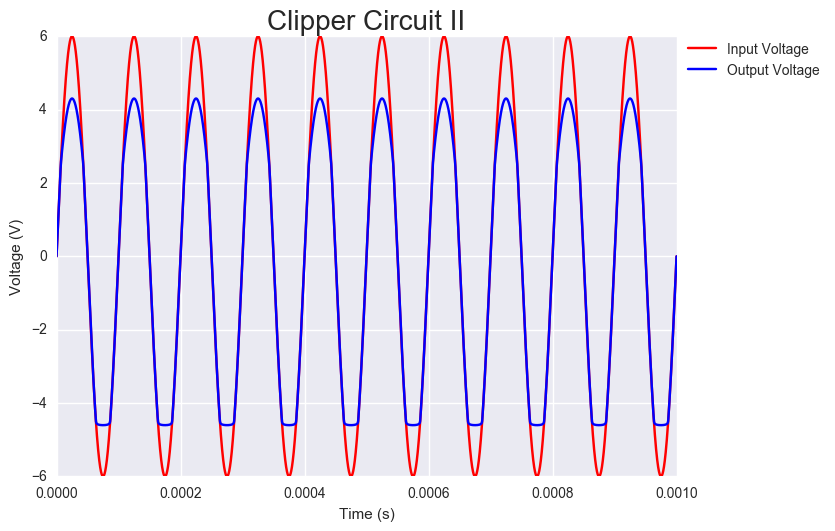 Clipper Circuit II
Input Voltage
Output Voltage
6
4
2
0
−2
−4
−6
Voltage (V)
0.0000 0.0002 0.0004 0.0006 0.0008 0.0010
Time (s)